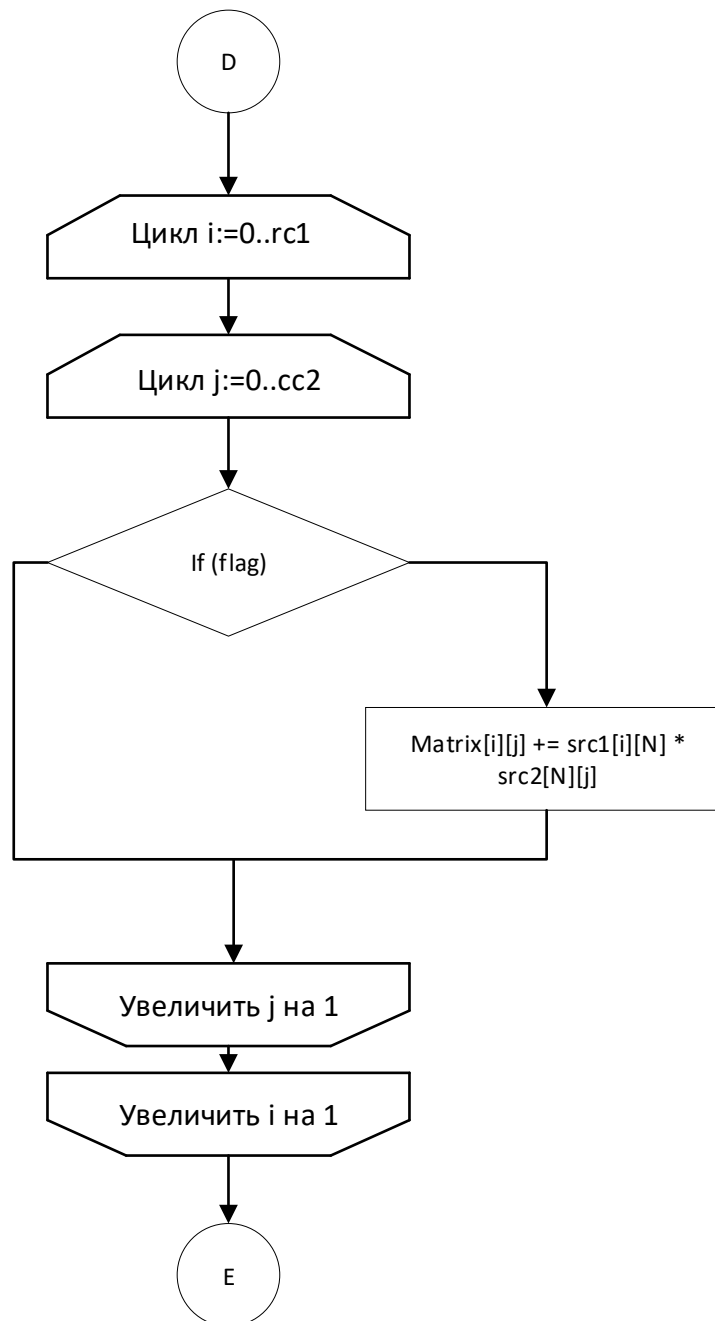 D
Цикл i:=0..rc1
Цикл j:=0..cc2
If (flag)
Matrix[i][j] += src1[i][N] *
src2[N][j]
Увеличить j на 1
Увеличить i на 1
E